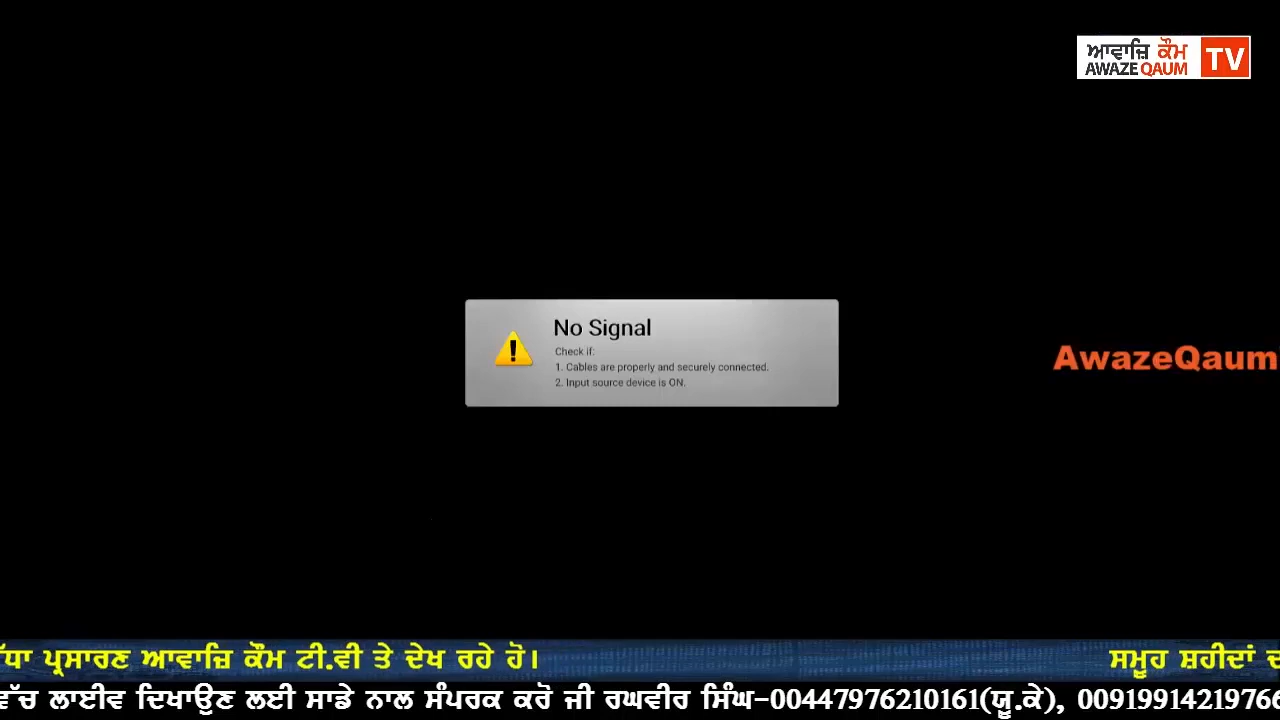 ਆਵਾਜ਼ਿ ਕੌਮ
AWAZE QAUM
TV
No Signal
Check if:
1. Cables are properly and securely connected.
2. Input source device is ON.
AwazeQaum
ਪ੍ਰਸਾਰਣ ਆਵਾਜ਼ਿ ਕੌਮ ਟੀ.ਵੀ ਤੇ ਦੇਖ ਰਹੇ ਹੋ। ਸਮੂਹ ਸ਼ਹੀਦਾਂ
ਲਾਈਵ ਦਿਖਾਉਣ ਲਈ ਸਾਡੇ ਨਾਲ ਸੰਪਰਕ ਕਰੋ ਜੀ ਰਘਵੀਰ ਸਿੰਘ-00447976210161(ਯੂ.ਕੇ), 00919914219766